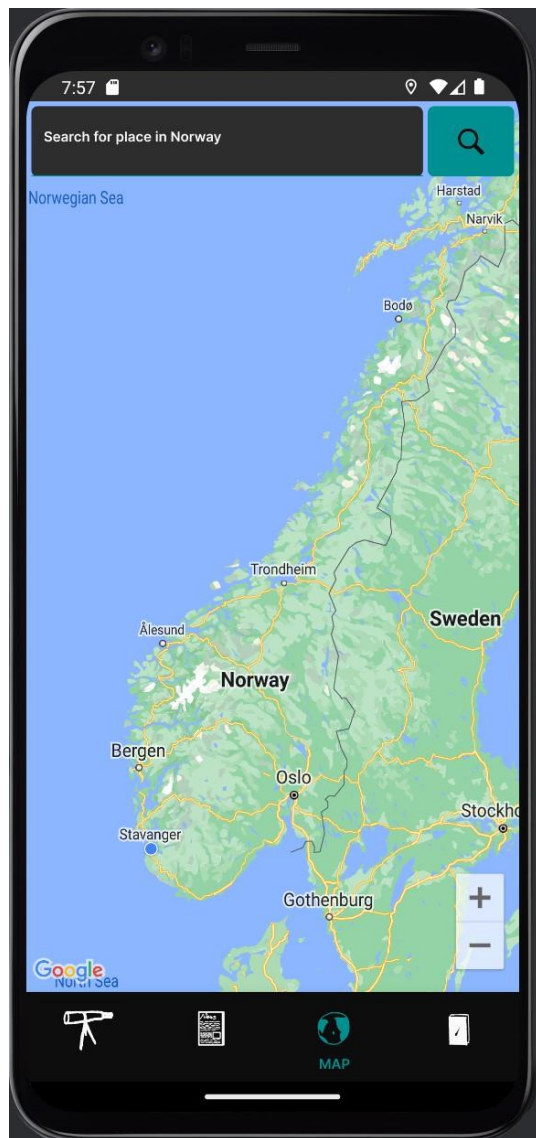 7:57
Search for place in Norway
Norwegian Sea
Harstad
Narvik
Bodø
Trondheim
Ålesund
Sweden
Norway
Bergen
Oslo
Stockho
Stavanger
Gothenburg
+
−
Google
North Sea
News
MAP